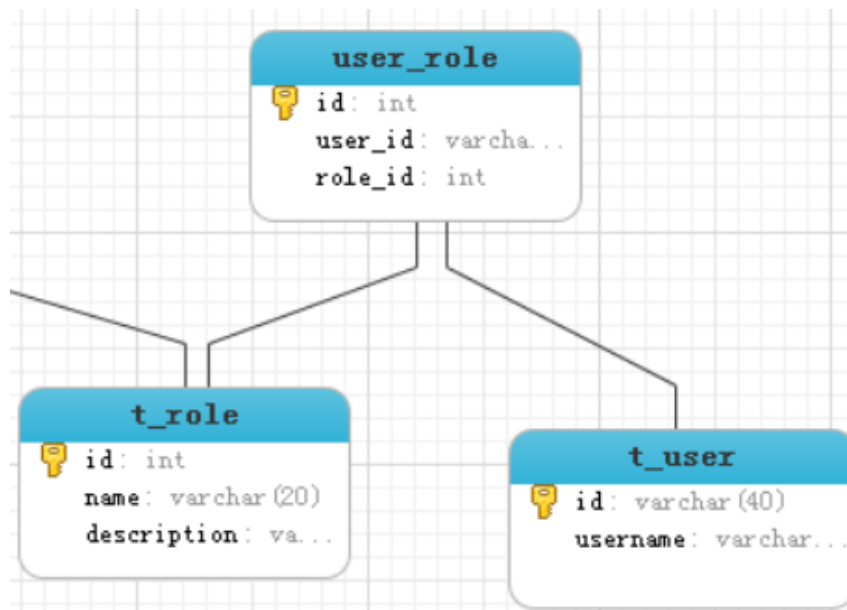 user_role
id: int
user_id: varcha...
role_id: int
t_role
id: int
name: varchar(20)
description: va...
t_user
id: varchar(40)
username: varchar...